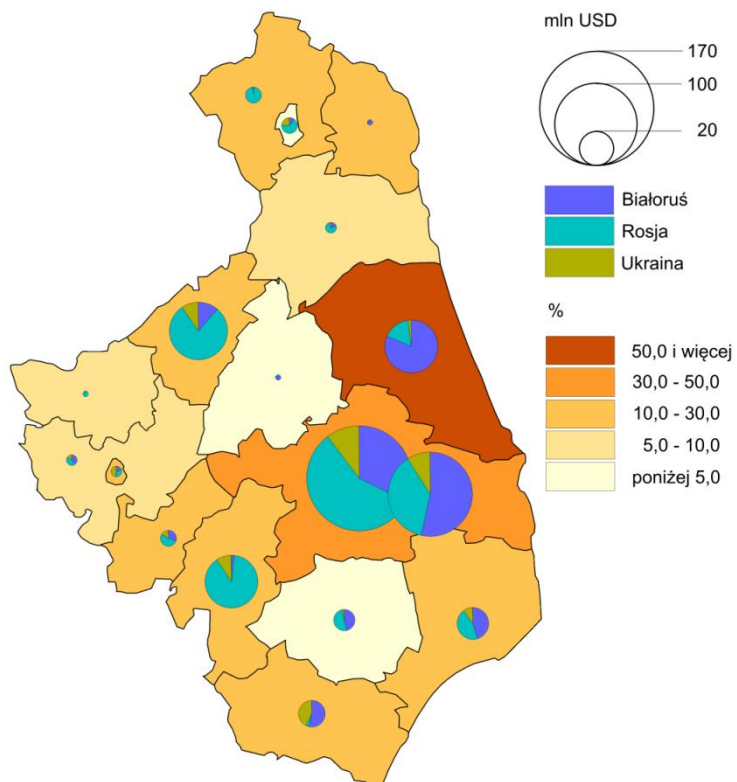 mln USD
170
100
20
Białoruś
Rosja
Ukraina
%
50,0 i więcej
30,0 - 50,0
10,0 - 30,0
5,0 - 10,0
poniżej 5,0